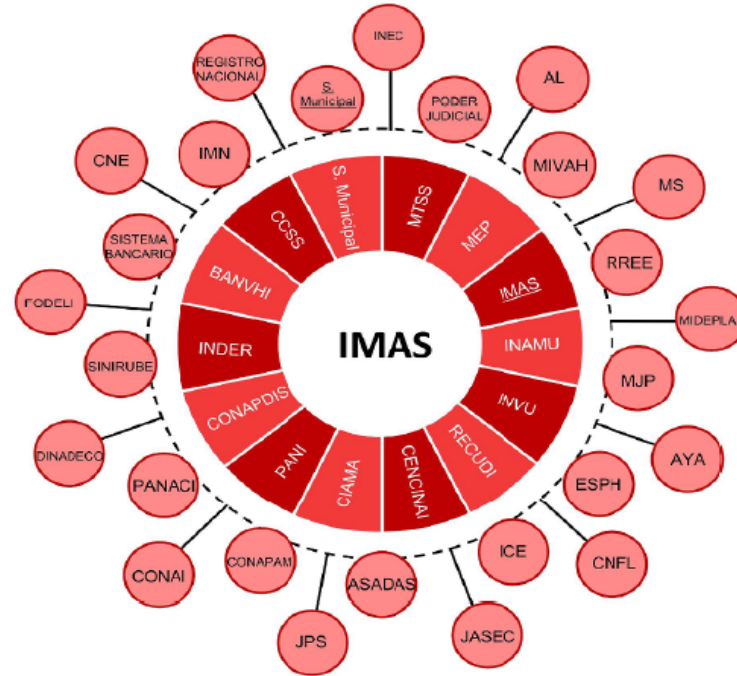 INEC
REGISTRO
NACIONAL
S.
Municipal
PODER
JUDICIAL
AL
IMN
MIVAH
CNE
MS
SISTEMA
BANCARIO
RREE
FODELI
MIDEPLA
SINIRUBE
MJP
DINADECO
AYA
PANACI
ESPH
CONAI
CNFL
CONAPAM
ICE
JPS
ASADAS
JASEC
S. Municipal
MTSS
CCSS
MEP
BANVHI
IMAS
INDER
INAMU
CONAPDIS
INVU
PANI
RECUDI
CIAMA
CENCINAI
IMAS